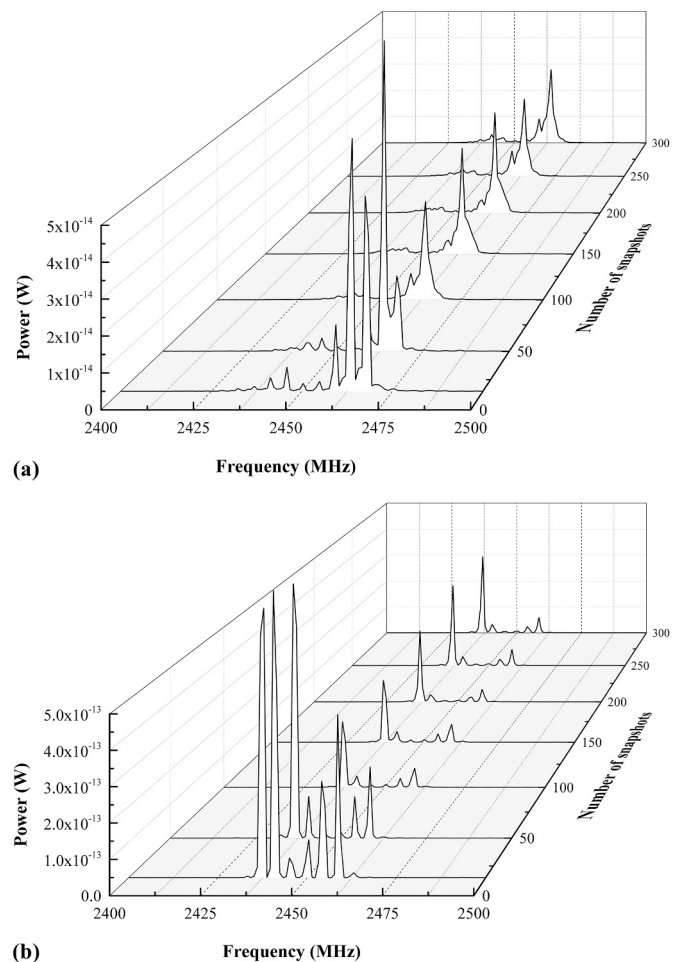 5x10⁻¹⁴
4x10⁻¹⁴
3x10⁻¹⁴
2x10⁻¹⁴
1x10⁻¹⁴
0
Power (W)
2400
2425
2450
2475
2500
Frequency (MHz)
0
50
100
150
200
250
300
Number of snapshots
(a)
5.0x10⁻¹³
4.0x10⁻¹³
3.0x10⁻¹³
2.0x10⁻¹³
1.0x10⁻¹³
0.0
Power (W)
2400
2425
2450
2475
2500
Frequency (MHz)
0
50
100
150
200
250
300
Number of snapshots
(b)